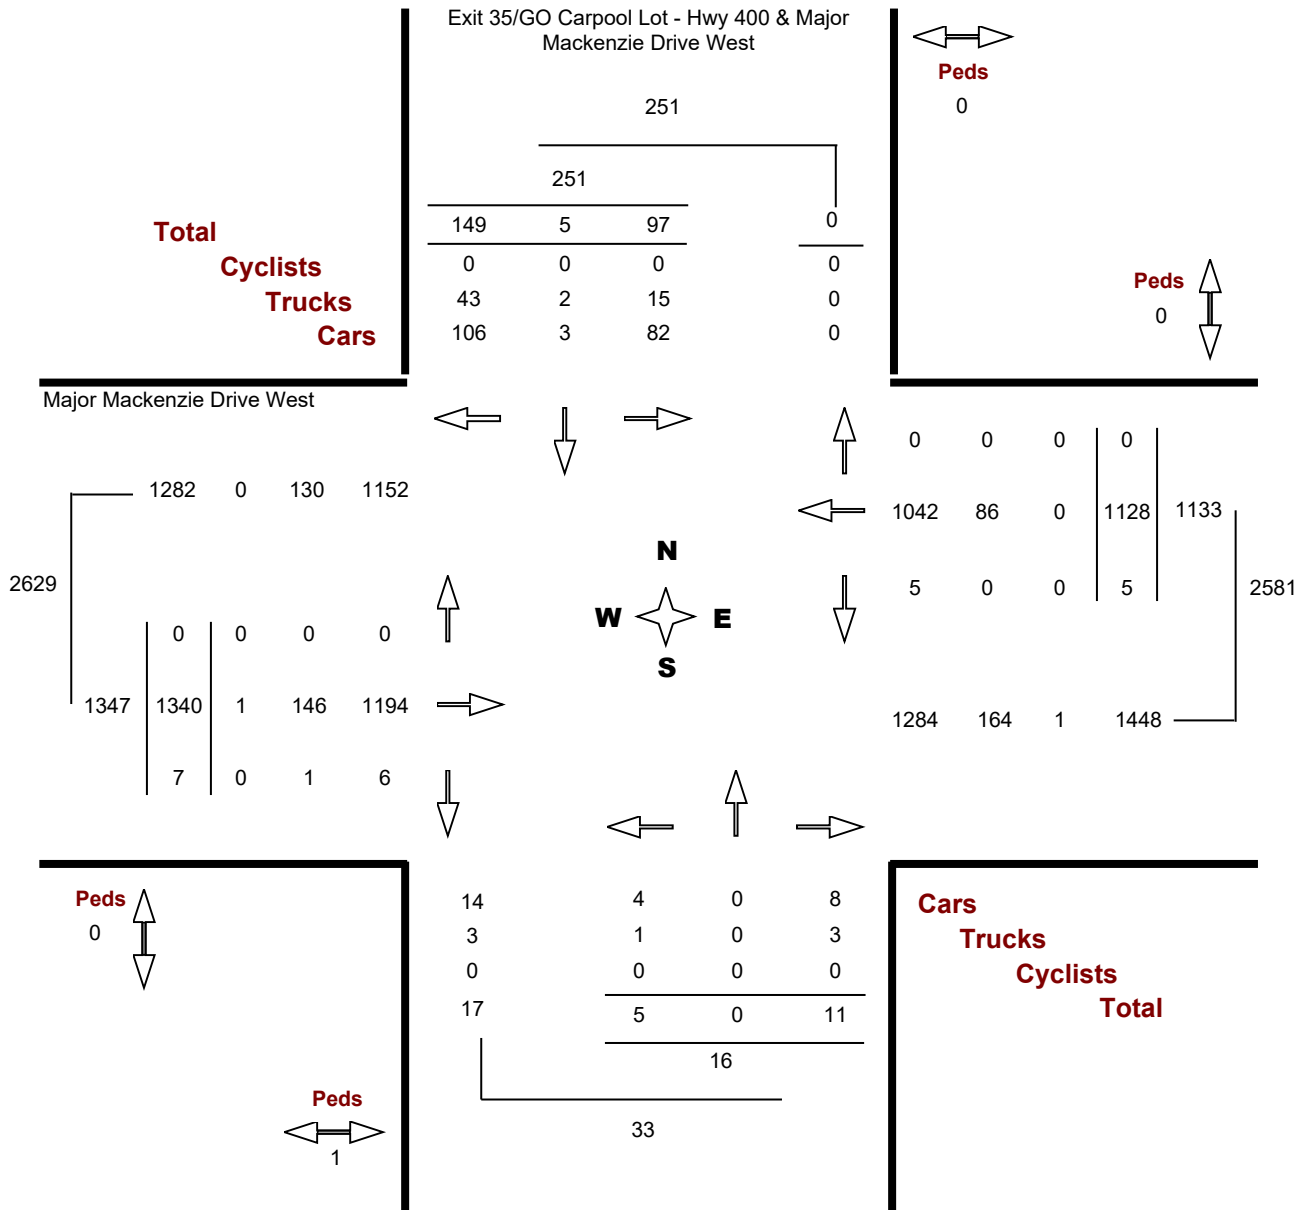 Exit 35/GO Carpool Lot - Hwy 400 & Major
Mackenzie Drive West
Peds
0
251
251
149 5 97 0
Total
0 0 0 0
Cyclists
43 2 15 0
Trucks
106 3 82 0
Cars
Peds
0
Major Mackenzie Drive West
0 0 0 0
1282 0 130 1152
1042 86 0 1128 1133
N
2629
5 0 0 5 2581
W E
0 0 0 0
S
1347 1340 1 146 1194
1284 164 1 1448
7 0 1 6
Peds
0
14 4 0 8
Cars
3 1 0 3
Trucks
0 0 0 0
Cyclists
17 5 0 11
Total
16
Peds
1
33